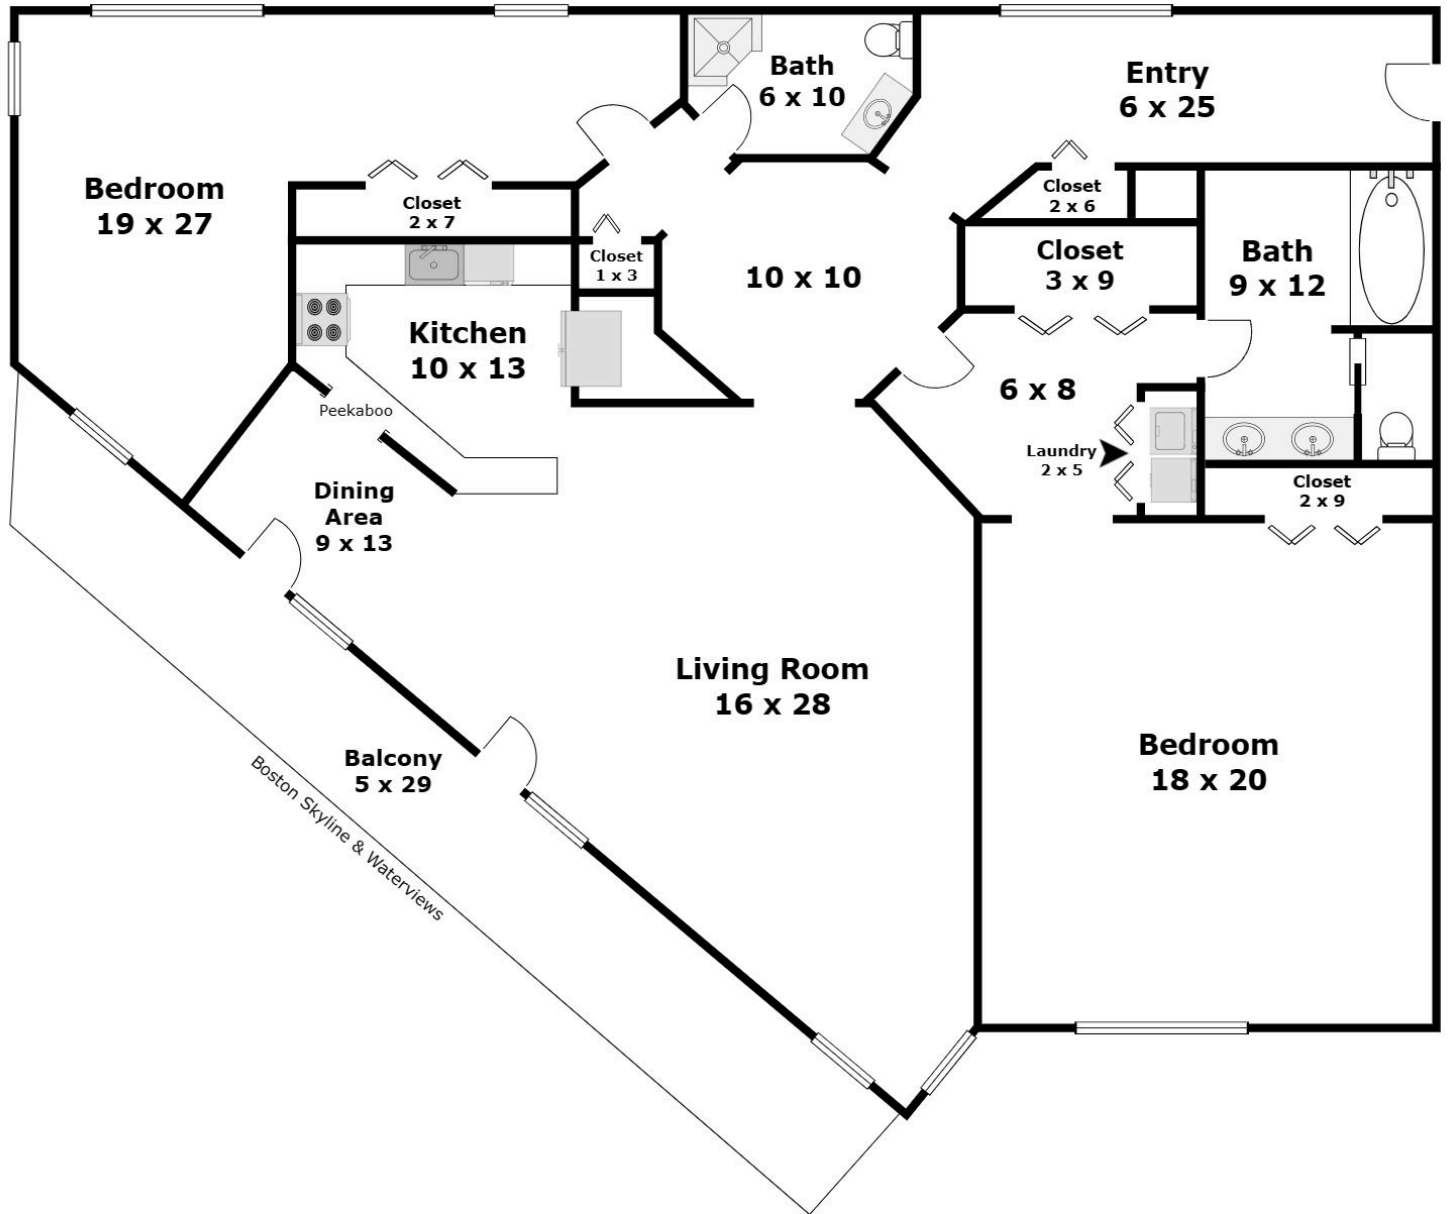 Bath
6 x 10
Entry
6 x 25
Bedroom
19 x 27
Closet
2 x 7
Closet
2 x 6
Closet
1 x 3
10 x 10
Closet
3 x 9
Bath
9 x 12
Kitchen
10 x 13
6 x 8
Peekaboo
Laundry
2 x 5
Closet
2 x 9
Dining
Area
9 x 13
Living Room
16 x 28
Bedroom
18 x 20
Balcony
5 x 29
Boston Skyline & Waterviews